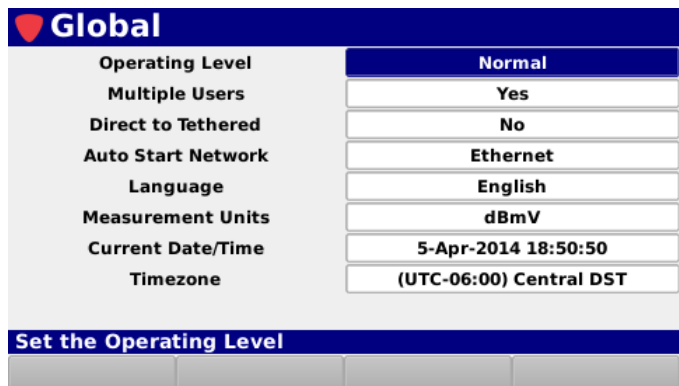 Global
Operating Level Normal
Multiple Users Yes
Direct to Tethered No
Auto Start Network Ethernet
Language English
Measurement Units dBmV
Current Date/Time 5-Apr-2014 18:50:50
Timezone (UTC-06:00) Central DST
Set the Operating Level